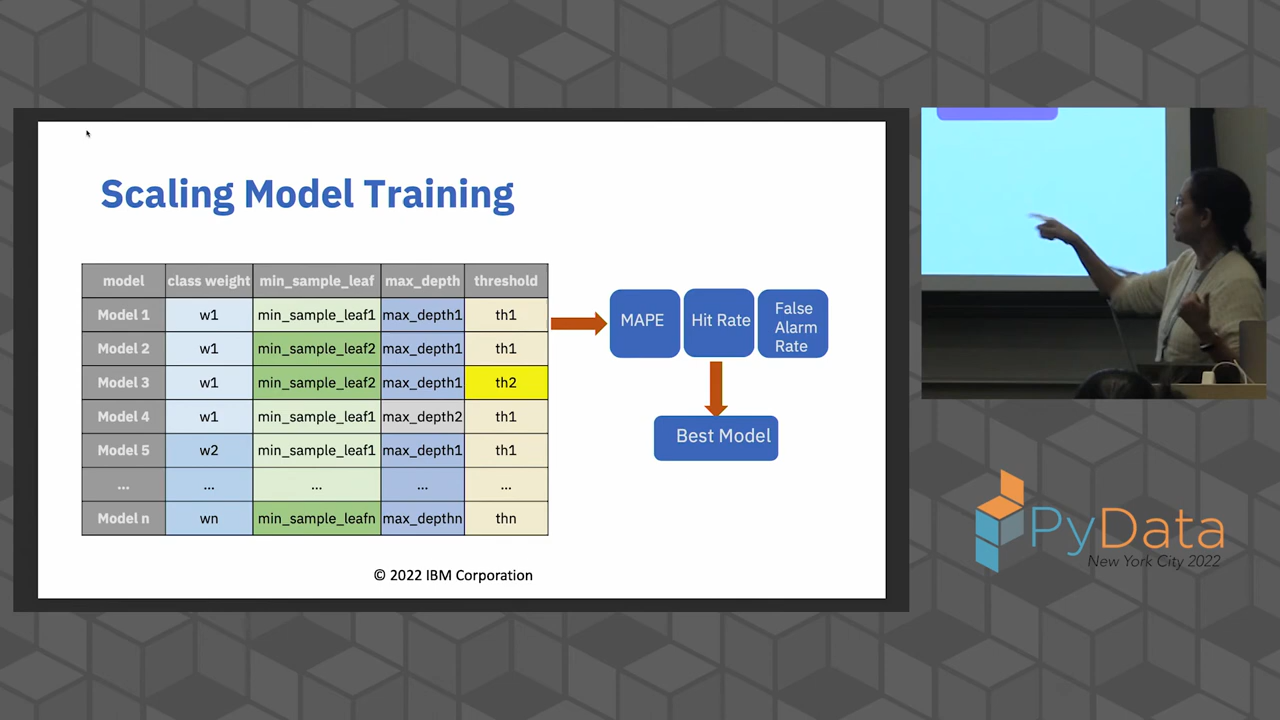 Scaling Model Training
model class weight min_sample_leaf max_depth threshold
Model 1 w1 min_sample_leaf1 max_depth1 th1
Model 2 w1 min_sample_leaf2 max_depth1 th1
Model 3 w1 min_sample_leaf2 max_depth1 th2
Model 4 w1 min_sample_leaf1 max_depth2 th1
Model 5 w2 min_sample_leaf1 max_depth1 th1
... ... ... ... ...
Model n wn min_sample_leafn max_depthn thn
MAPE
Hit Rate
False
Alarm
Rate
Best Model
© 2022 IBM Corporation
PyData
New York City 2022